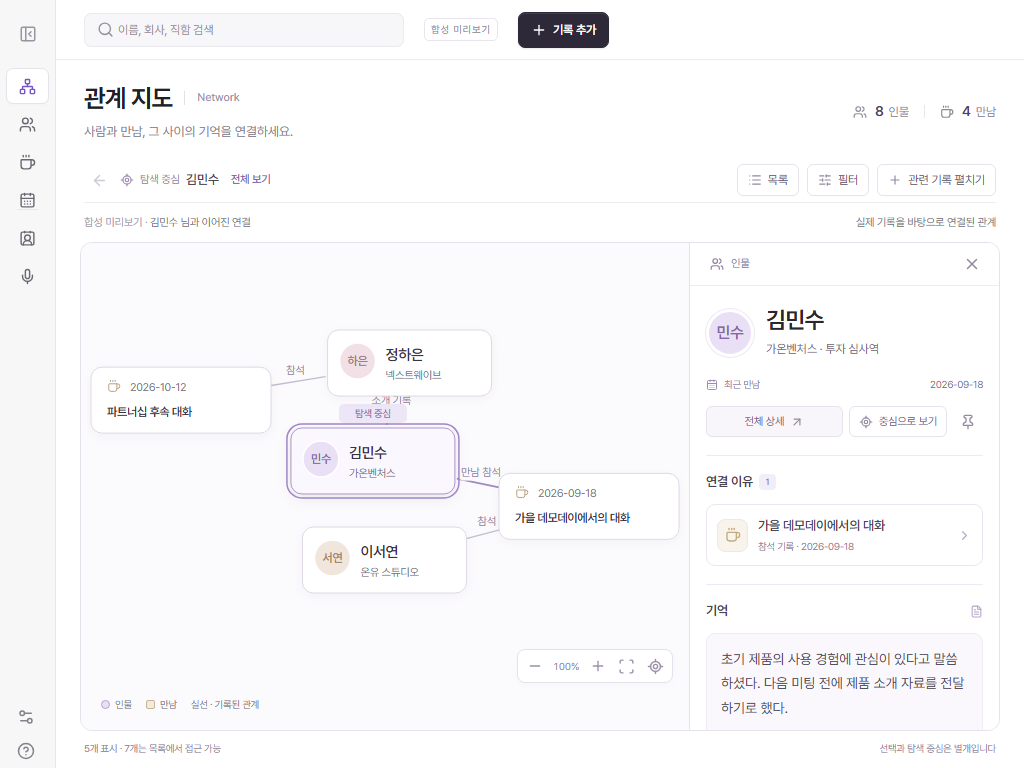 이름, 회사, 직함 검색
합성 미리보기
기록 추가
관계 지도
Network
사람과 만남, 그 사이의 기억을 연결하세요.
8 인물
4 만남
탐색 중심 김민수 전체 보기
목록
필터
관련 기록 펼치기
합성 미리보기 · 김민수 님과 이어진 연결
실제 기록을 바탕으로 연결된 관계
하은
정하은
넥스트웨이브
참석
2026-10-12
파트너십 후속 대화
소개 기록
탐색 중심
민수
김민수
가온벤처스
만남 참석
2026-09-18
가을 데모데이에서의 대화
참석
서연
이서연
온유 스튜디오
100%
인물
만남
실선 · 기록된 관계
인물
민수
김민수
가온벤처스 · 투자 심사역
최근 만남
2026-09-18
전체 상세
중심으로 보기
연결 이유 1
가을 데모데이에서의 대화
참석 기록 · 2026-09-18
기억
초기 제품의 사용 경험에 관심이 있다고 말씀
하셨다. 다음 미팅 전에 제품 소개 자료를 전달
하기로 했다.
5개 표시 · 7개는 목록에서 접근 가능
선택과 탐색 중심은 별개입니다